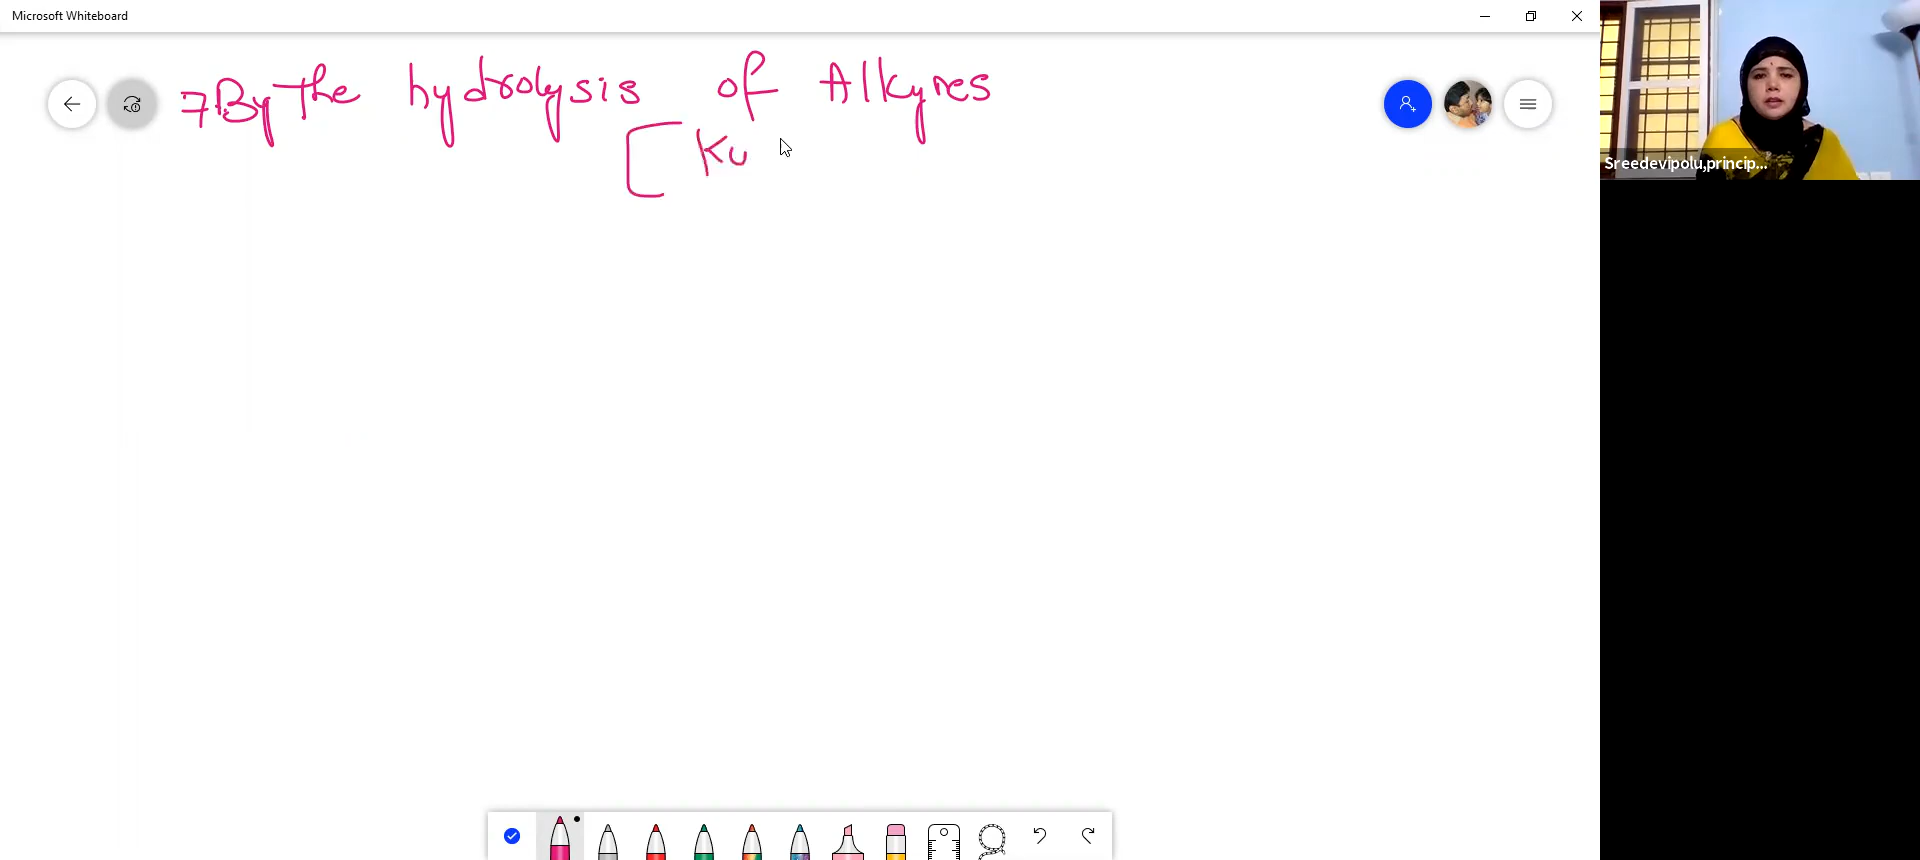 Microsoft Whiteboard
7 By the hydrolysis of Alkynes
[ Ku
Sreedevipolu,princip...